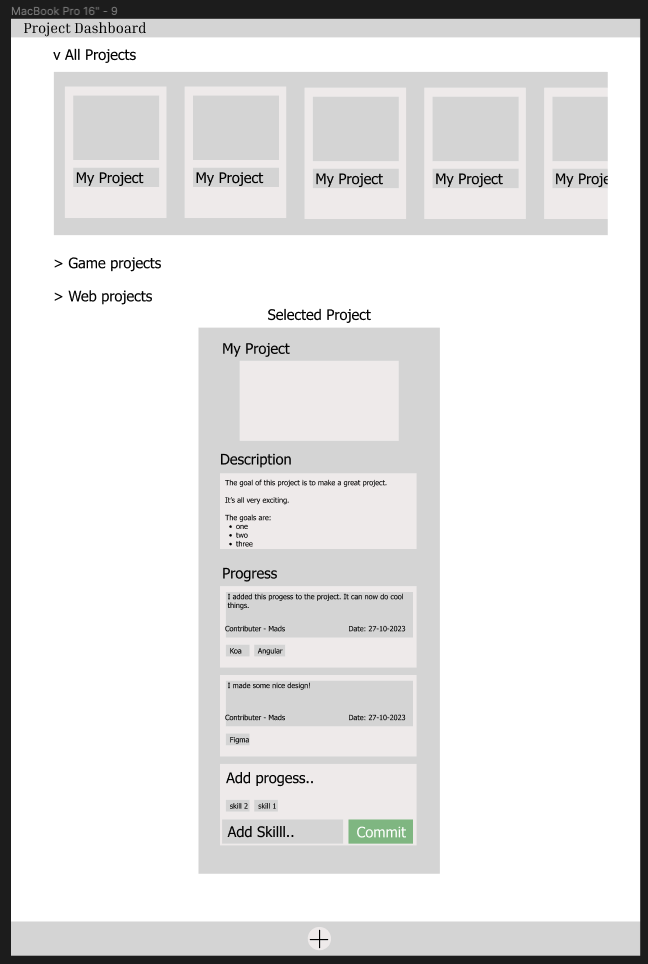 MacBook Pro 16" - 9
Project Dashboard
v All Projects
My Project
My Project
My Project
My Project
My Proje
> Game projects
> Web projects
Selected Project
My Project
Description
The goal of this project is to make a great project.
It's all very exciting.
The goals are:
• one
• two
• three
Progress
I added this progess to the project. It can now do cool
things.
Contributer - Mads
Date: 27-10-2023
Koa
Angular
I made some nice design!
Contributer - Mads
Date: 27-10-2023
Figma
Add progess..
skill 2
skill 1
Add Skilll..
Commit